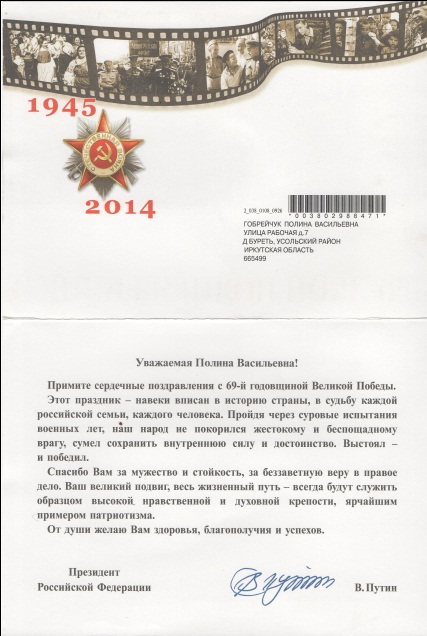 1945
ОТЕЧЕСТВЕННАЯ ВОЙНА
2014
2_038_0108_0926
*003802988471*
ГОБРЕЙЧУК ПОЛИНА ВАСИЛЬЕВНА
УЛИЦА РАБОЧАЯ д.7
Д БУРЕТЬ, УСОЛЬСКИЙ РАЙОН
ИРКУТСКАЯ ОБЛАСТЬ
665499
Уважаемая Полина Васильевна!
Примите сердечные поздравления с 69-й годовщиной Великой Победы.
Этот праздник – навеки вписан в историю страны, в судьбу каждой
российской семьи, каждого человека. Пройдя через суровые испытания
военных лет, наш народ не покорился жестокому и беспощадному
врагу, сумел сохранить внутреннюю силу и достоинство. Выстоял –
и победил.
Спасибо Вам за мужество и стойкость, за беззаветную веру в правое
дело. Ваш великий подвиг, весь жизненный путь – всегда будут служить
образцом высокой нравственной и духовной крепости, ярчайшим
примером патриотизма.
От души желаю Вам здоровья, благополучия и успехов.
Президент
Российской Федерации
В.Путин